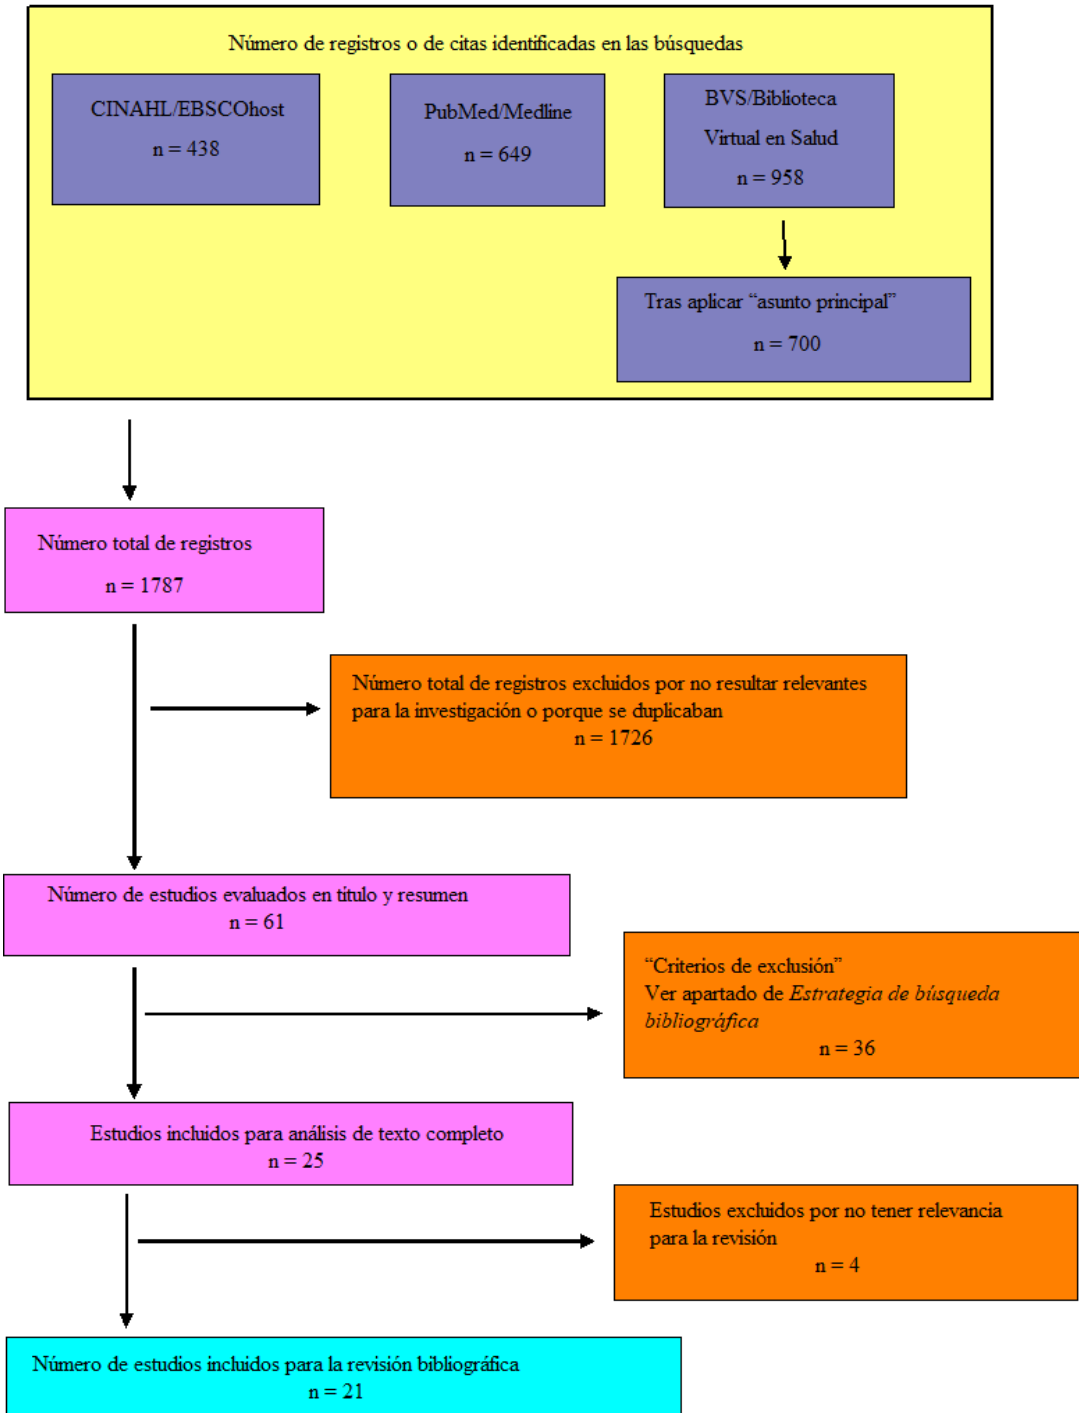 Número de registros o de citas identificadas en las búsquedas
CINAHL/EBSCOhost
n = 438
PubMed/Medline
n = 649
BVS/Biblioteca
Virtual en Salud
n = 958
Tras aplicar “asunto principal”
n = 700
Número total de registros
n = 1787
Número total de registros excluidos por no resultar relevantes
para la investigación o porque se duplicaban
n = 1726
Número de estudios evaluados en título y resumen
n = 61
“Criterios de exclusión”
Ver apartado de Estrategia de búsqueda
bibliográfica
n = 36
Estudios incluidos para análisis de texto completo
n = 25
Estudios excluidos por no tener relevancia
para la revisión
n = 4
Número de estudios incluidos para la revisión bibliográfica
n = 21